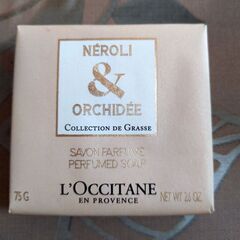 NÉROLI
&
ORCHIDÉE
COLLECTION DE GRASSE
SAVON PARFUMÉ
PERFUMED SOAP
75 G
L'OCCITANE
EN PROVENCE
NET WT. 2.6 OZ.